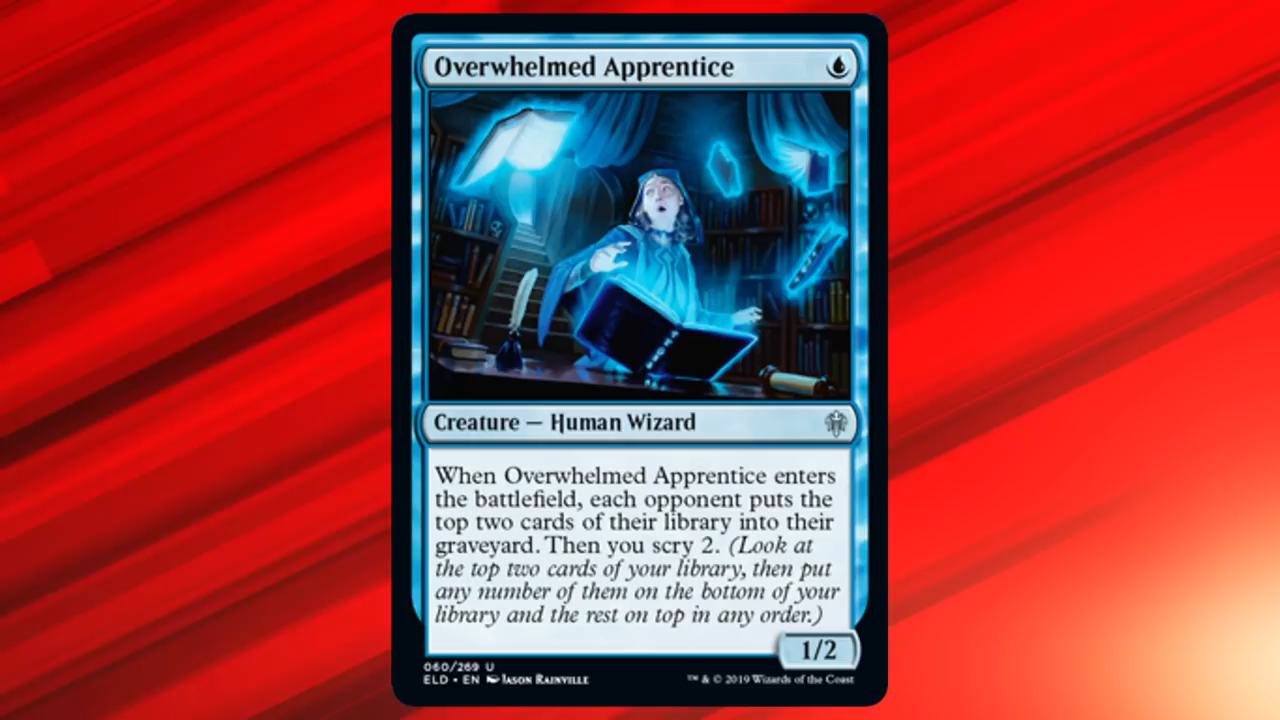 Overwhelmed Apprentice
Creature — Human Wizard
When Overwhelmed Apprentice enters
the battlefield, each opponent puts the
top two cards of their library into their
graveyard. Then you scry 2. (Look at
the top two cards of your library, then put
any number of them on the bottom of your
library and the rest on top in any order.)
1/2
060/269 U
ELD • EN Jason Rainville
™ & © 2019 Wizards of the Coast